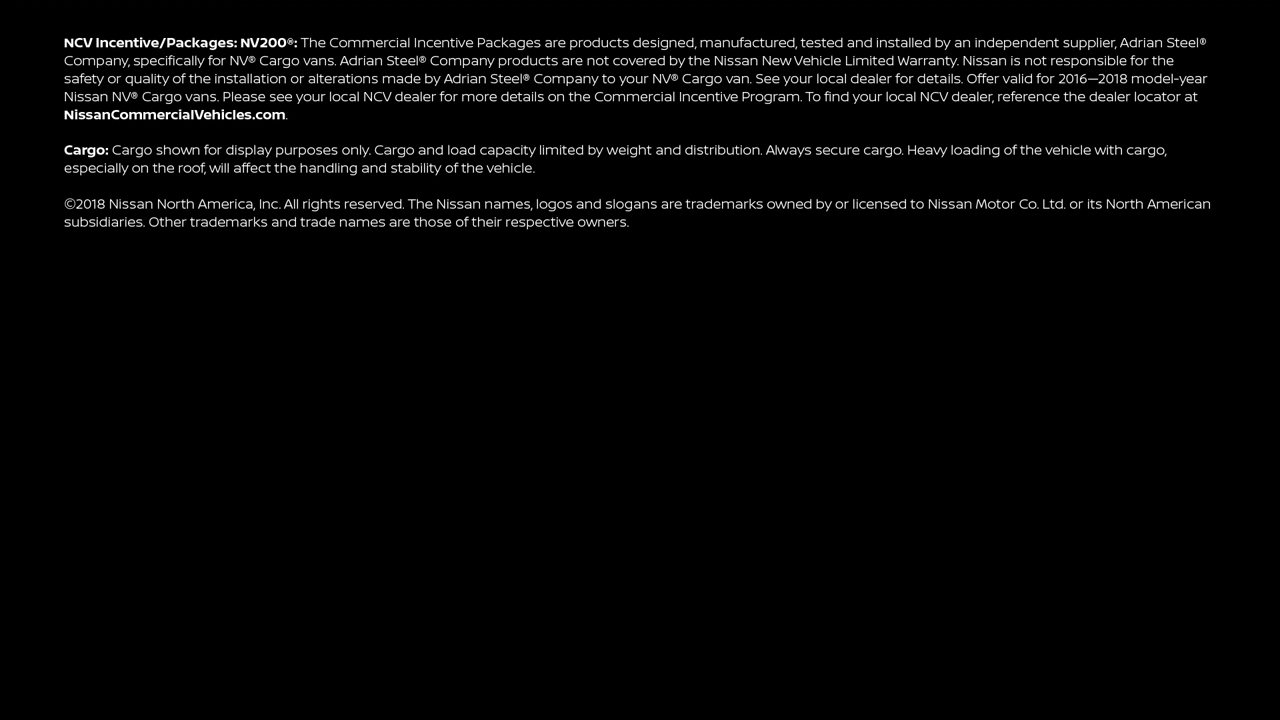 NCV Incentive/Packages: NV200®: The Commercial Incentive Packages are products designed, manufactured, tested and installed by an independent supplier, Adrian Steel®
Company, specifically for NV® Cargo vans. Adrian Steel® Company products are not covered by the Nissan New Vehicle Limited Warranty. Nissan is not responsible for the
safety or quality of the installation or alterations made by Adrian Steel® Company to your NV® Cargo van. See your local dealer for details. Offer valid for 2016—2018 model-year
Nissan NV® Cargo vans. Please see your local NCV dealer for more details on the Commercial Incentive Program. To find your local NCV dealer, reference the dealer locator at
NissanCommercialVehicles.com.
Cargo: Cargo shown for display purposes only. Cargo and load capacity limited by weight and distribution. Always secure cargo. Heavy loading of the vehicle with cargo,
especially on the roof, will affect the handling and stability of the vehicle.
©2018 Nissan North America, Inc. All rights reserved. The Nissan names, logos and slogans are trademarks owned by or licensed to Nissan Motor Co. Ltd. or its North American
subsidiaries. Other trademarks and trade names are those of their respective owners.